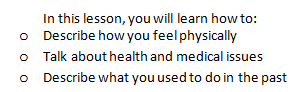 In this lesson, you will learn how to:
o Describe how you feel physically
o Talk about health and medical issues
o Describe what you used to do in the past